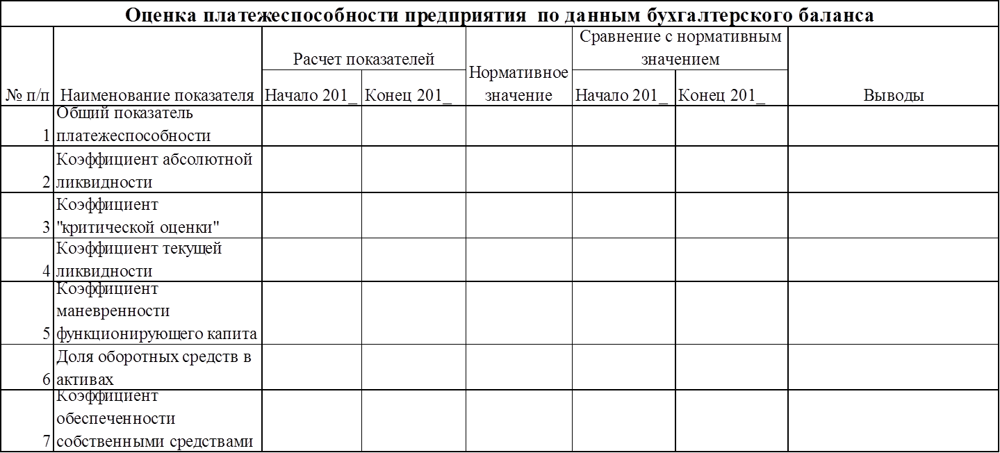 Оценка платежеспособности предприятия по данным бухгалтерского баланса
№ п/п
Наименование показателя
Расчет показателей
Начало 201_
Конец 201_
Нормативное
значение
Сравнение с нормативным
значением
Начало 201_
Конец 201_
Выводы
1
Общий показатель
платежеспособности
2
Коэффициент абсолютной
ликвидности
3
Коэффициент
"критической оценки"
4
Коэффициент текущей
ликвидности
5
Коэффициент
маневренности
функционирующего капита
6
Доля оборотных средств в
активах
7
Коэффициент
обеспеченности
собственными средствами